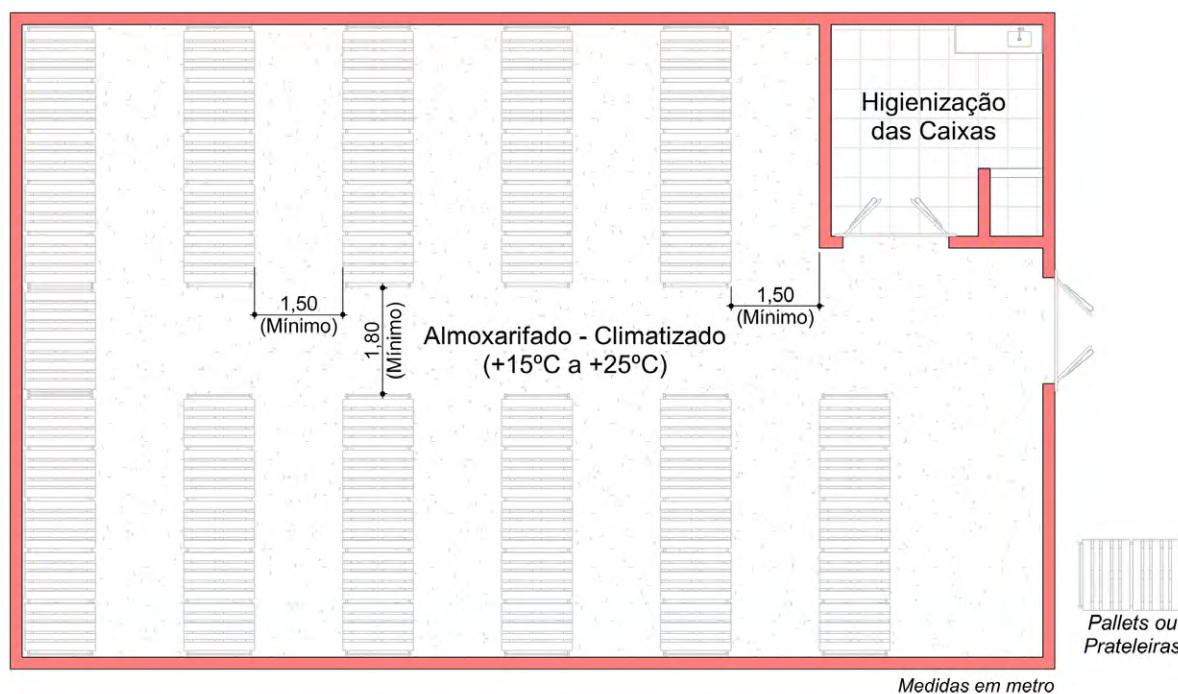 Higienização
das Caixas
1,50
(Mínimo)
1,80
(Mínimo)
1,50
(Mínimo)
Almoxarifado - Climatizado
(+15ºC a +25ºC)
Pallets ou
Prateleiras
Medidas em metro